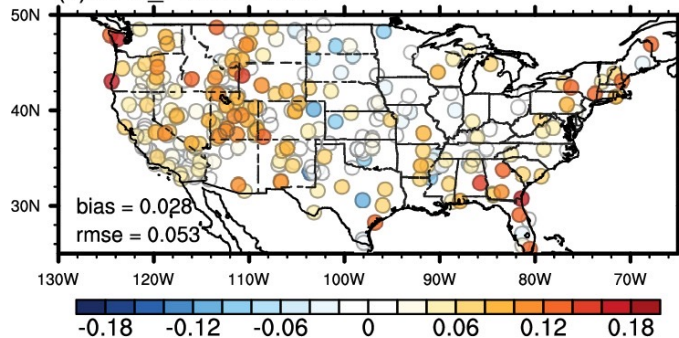 50N
40N
30N
bias = 0.028
rmse = 0.053
130W 120W 110W 100W 90W 80W 70W
-0.18 -0.12 -0.06 0 0.06 0.12 0.18